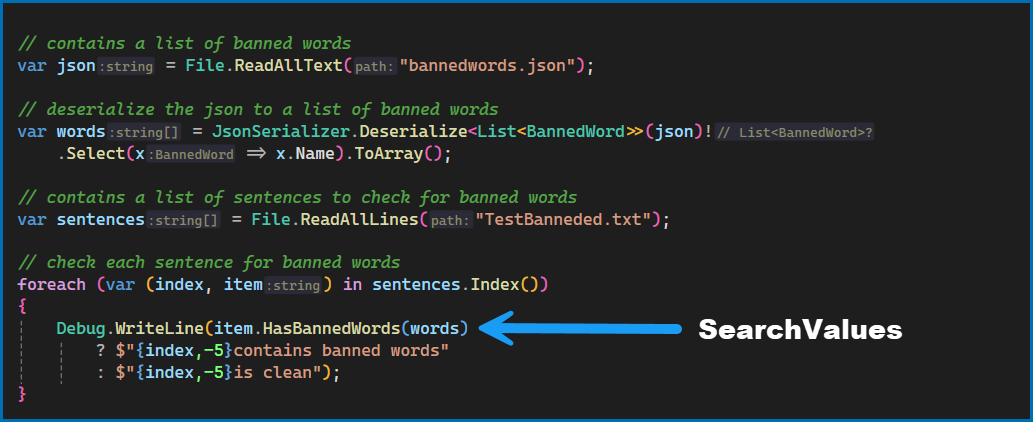 // contains a list of banned words
var json:string = File.ReadAllText(path:"bannedwords.json");
// deserialize the json to a list of banned words
var words:string[] = JsonSerializer.Deserialize<List<BannedWord>>(json)!// List<BannedWord>?
.Select(x:BannedWord => x.Name).ToArray();
// contains a list of sentences to check for banned words
var sentences:string[] = File.ReadAllLines(path:"TestBanneded.txt");
// check each sentence for banned words
foreach (var (index, item:string) in sentences.Index())
{
Debug.WriteLine(item.HasBannedWords(words)
SearchValues
? $"{index,-5}contains banned words"
: $"{index,-5}is clean");
}